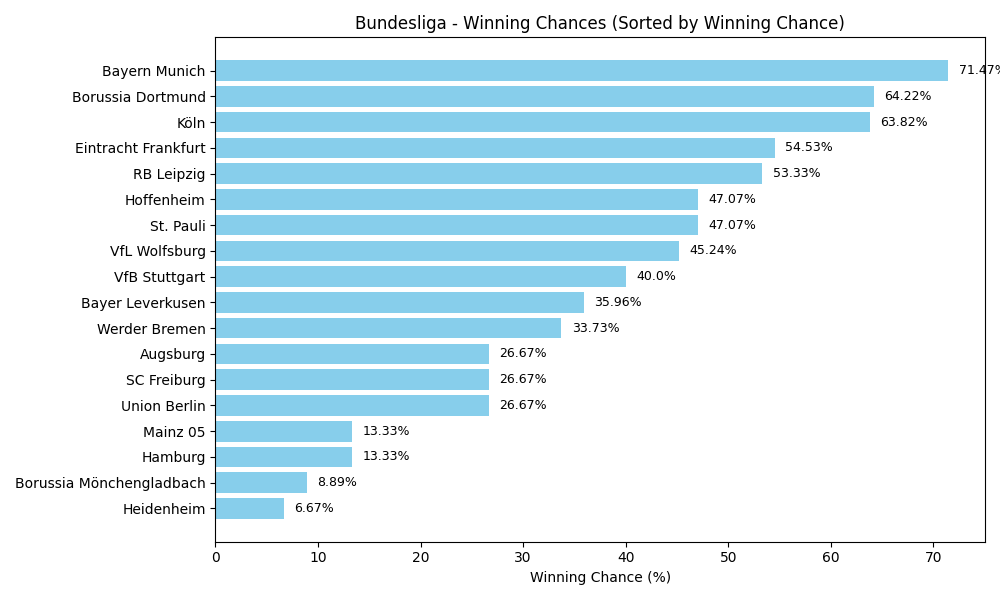 Bundesliga - Winning Chances (Sorted by Winning Chance)
Bayern Munich 71.47%
Borussia Dortmund 64.22%
Köln 63.82%
Eintracht Frankfurt 54.53%
RB Leipzig 53.33%
Hoffenheim 47.07%
St. Pauli 47.07%
VfL Wolfsburg 45.24%
VfB Stuttgart 40.0%
Bayer Leverkusen 35.96%
Werder Bremen 33.73%
Augsburg 26.67%
SC Freiburg 26.67%
Union Berlin 26.67%
Mainz 05 13.33%
Hamburg 13.33%
Borussia Mönchengladbach 8.89%
Heidenheim 6.67%
0 10 20 30 40 50 60 70
Winning Chance (%)